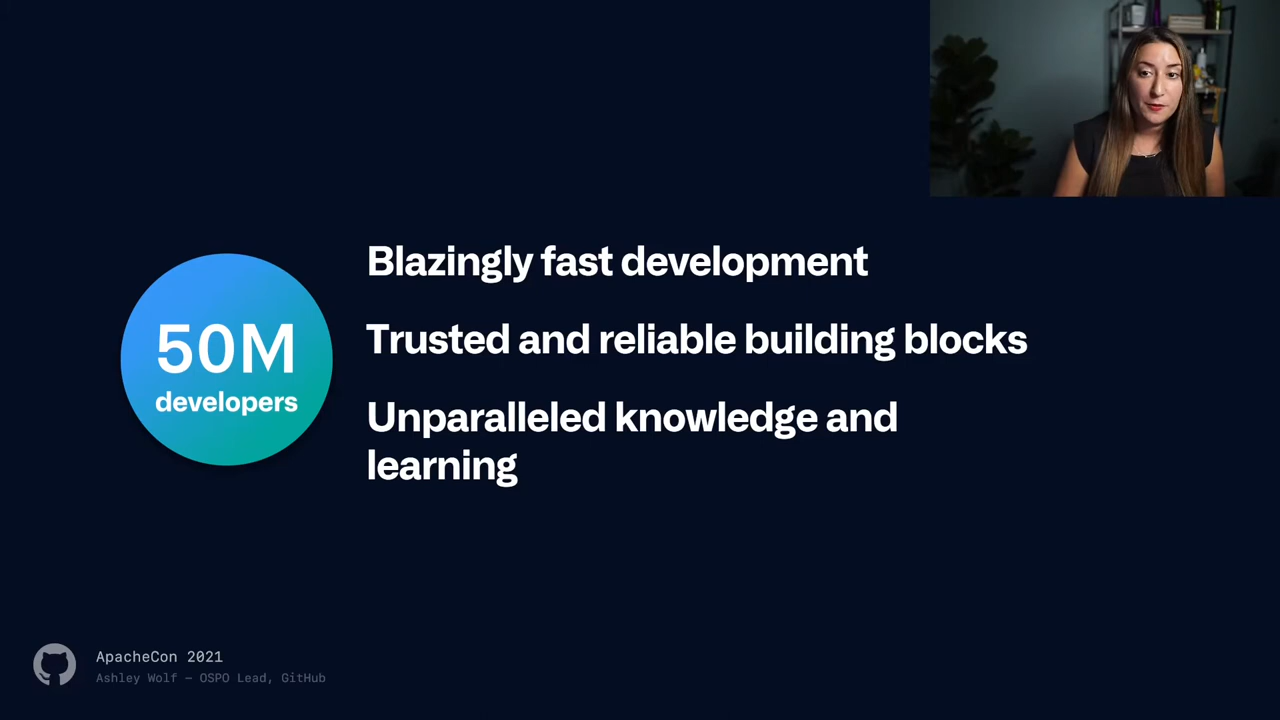 50M
developers
Blazingly fast development
Trusted and reliable building blocks
Unparalleled knowledge and
learning
ApacheCon 2021
Ashley Wolf — OSPO Lead, GitHub